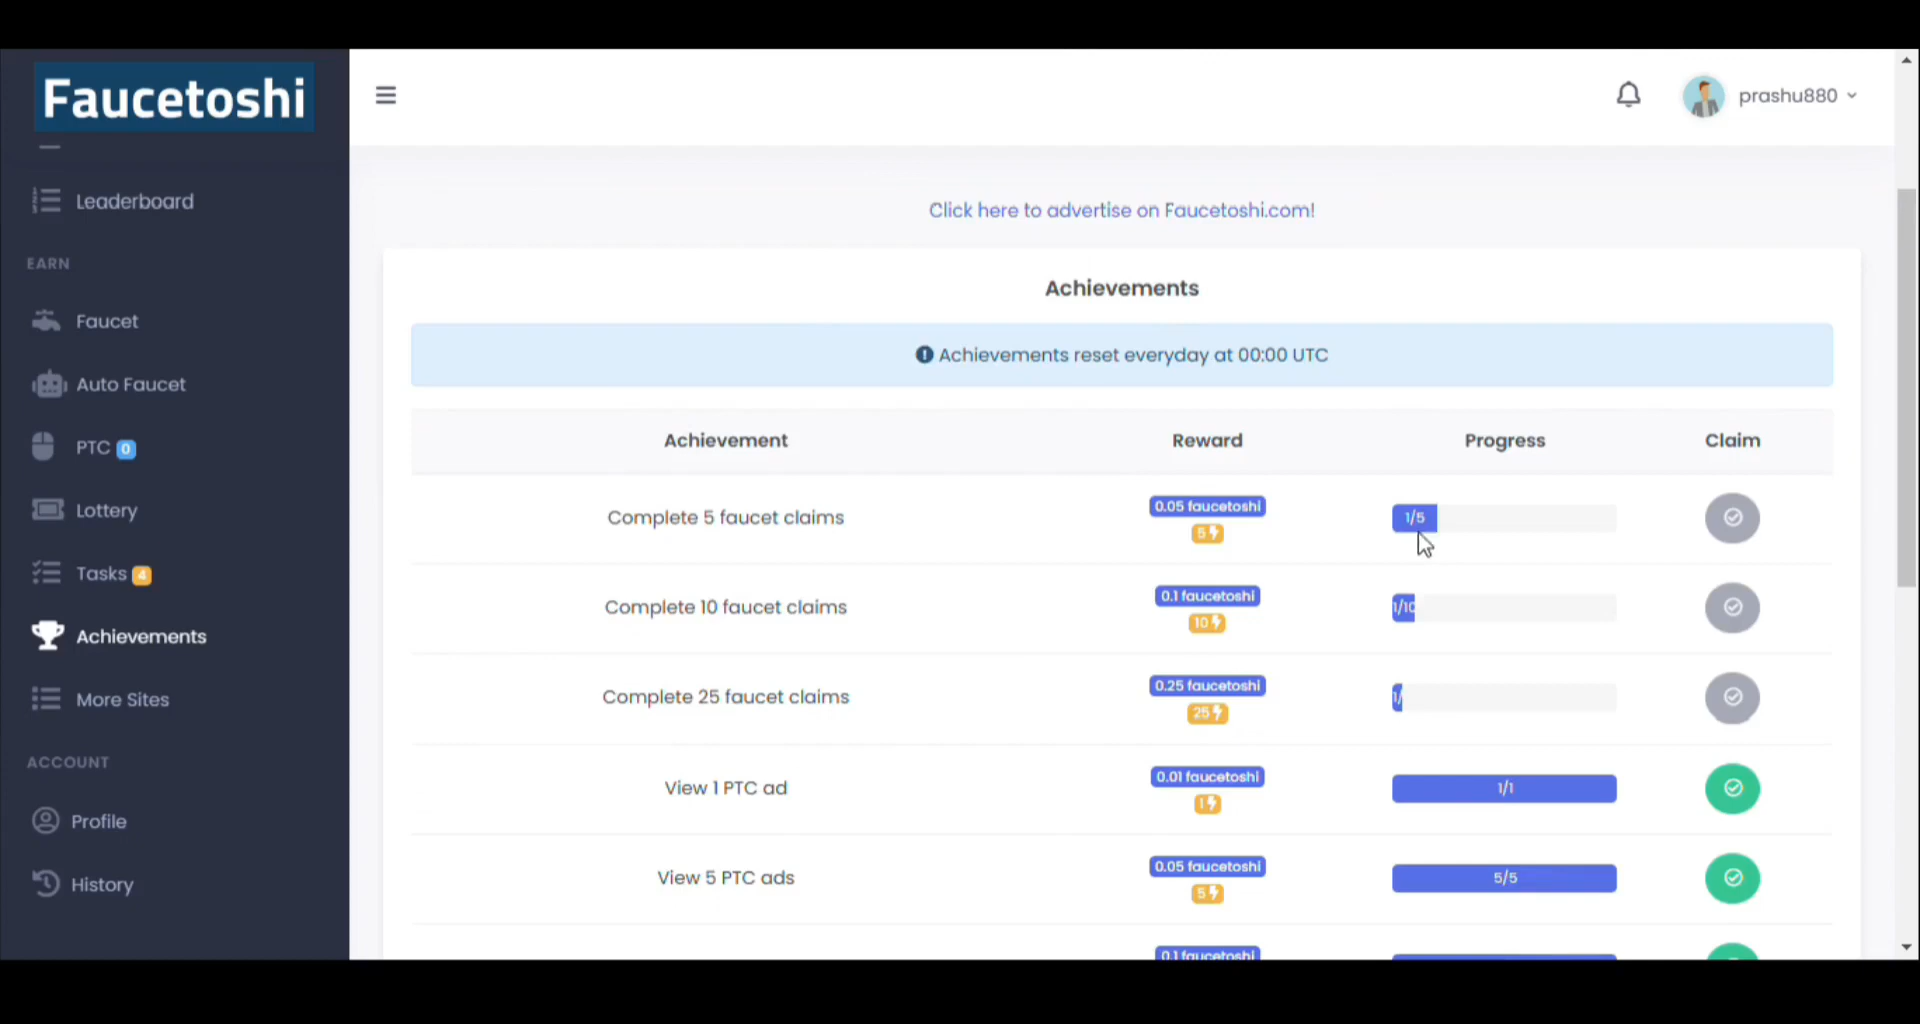 Faucetoshi
prashu880
Leaderboard
EARN
Faucet
Auto Faucet
PTC 0
Lottery
Tasks 4
Achievements
More Sites
ACCOUNT
Profile
History
Click here to advertise on Faucetoshi.com!
Achievements
Achievements reset everyday at 00:00 UTC
Achievement Reward Progress Claim
Complete 5 faucet claims 0.05 faucetoshi 1/5
5
Complete 10 faucet claims 0.1 faucetoshi 1/10
10
Complete 25 faucet claims 0.25 faucetoshi 1/
25
View 1 PTC ad 0.01 faucetoshi 1/1
1
View 5 PTC ads 0.05 faucetoshi 5/5
5
0.1 faucetoshi